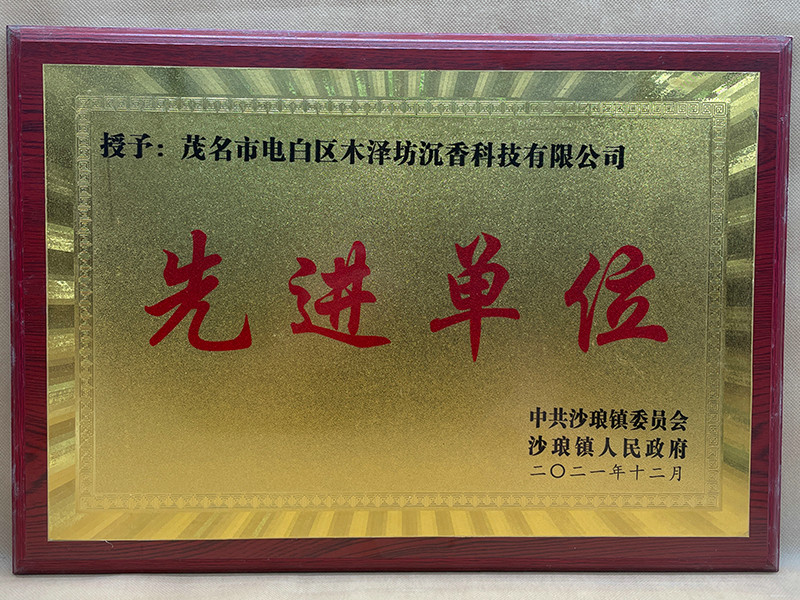 授予：茂名市电白区木泽坊沉香科技有限公司
先进单位
中共沙琅镇委员会
沙琅镇人民政府
二〇二一年十二月